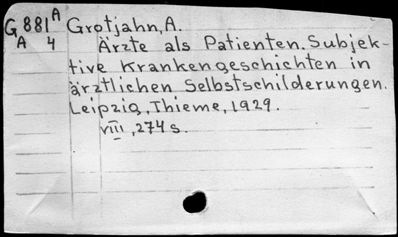 G 881 A Grotjahn, A.
A 4 Ärzte als Patienten. Subjek-
tive Krankengeschichten in
ärztlichen Selbstschilderungen.
Leipzig, Thieme, 1929.
VIII, 274 s.